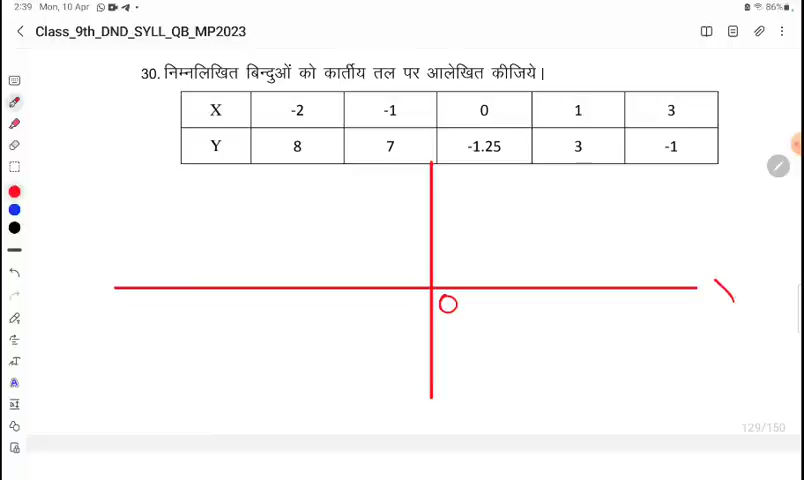 2:39 Mon, 10 Apr 86%
Class_9th_DND_SYLL_QB_MP2023
30. निम्नलिखित बिन्दुओं को कार्तीय तल पर आलेखित कीजिये।
X -2 -1 0 1 3
Y 8 7 -1.25 3 -1
O
129/150